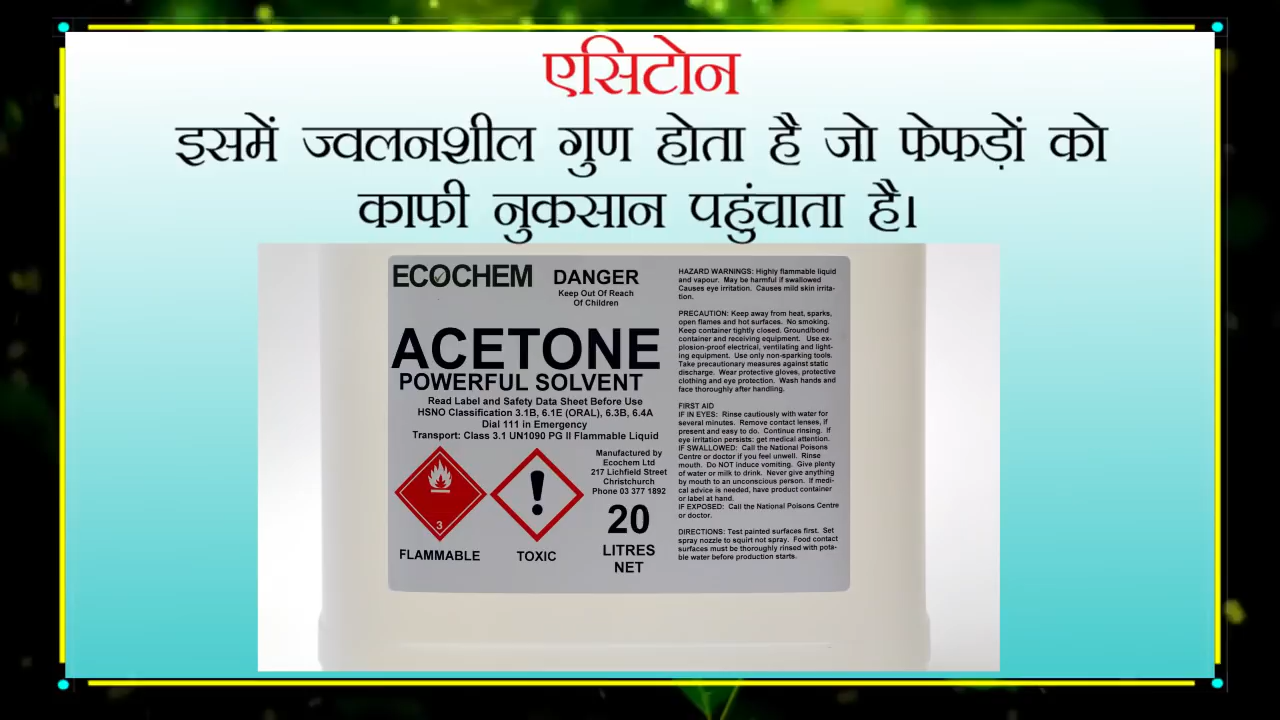 एसिटोन
इसमें ज्वलनशील गुण होता है जो फेफड़ों को
काफी नुकसान पहुंचाता है।
ECOCHEM
DANGER
Keep Out Of Reach
Of Children
ACETONE
POWERFUL SOLVENT
Read Label and Safety Data Sheet Before Use
HSNO Classification 3.1B, 6.1E (ORAL), 6.3B, 6.4A
Dial 111 in Emergency
Transport: Class 3.1 UN1090 PG II Flammable Liquid
3
FLAMMABLE
TOXIC
Manufactured by
Ecochem Ltd
217 Lichfield Street
Christchurch
Phone 03 377 1892
20
LITRES
NET
HAZARD WARNINGS: Highly flammable liquid
and vapour. May be harmful if swallowed
Causes eye irritation. Causes mild skin irrita-
tion.
PRECAUTION: Keep away from heat, sparks,
open flames and hot surfaces. No smoking.
Keep container tightly closed. Ground/bond
container and receiving equipment. Use ex-
plosion-proof electrical, ventilating and light-
ing equipment. Use only non-sparking tools.
Take precautionary measures against static
discharge. Wear protective gloves, protective
clothing and eye protection. Wash hands and
face thoroughly after handling.
FIRST AID
IF IN EYES: Rinse cautiously with water for
several minutes. Remove contact lenses, if
present and easy to do. Continue rinsing. If
eye irritation persists: get medical attention.
IF SWALLOWED: Call the National Poisons
Centre or doctor if you feel unwell. Rinse
mouth. Do NOT induce vomiting. Give plenty
of water or milk to drink. Never give anything
by mouth to an unconscious person. If medi-
cal advice is needed, have product container
or label at hand.
IF EXPOSED: Call the National Poisons Centre
or doctor.
DIRECTIONS: Test painted surfaces first. Set
spray nozzle to squirt not spray. Food contact
surfaces must be thoroughly rinsed with pota-
ble water before production starts.